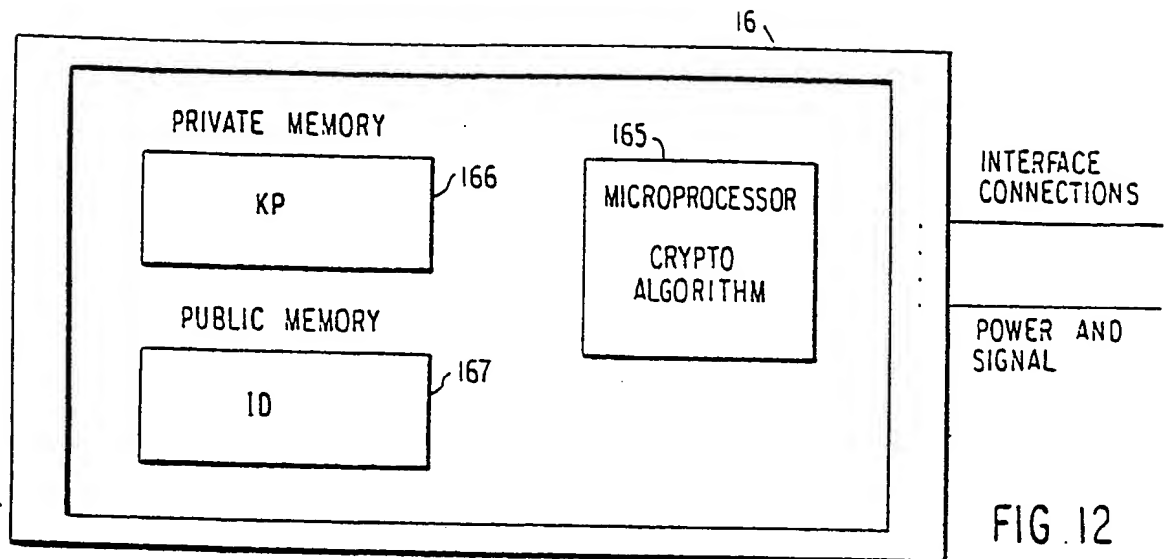 16
PRIVATE MEMORY
166
KP
165
MICROPROCESSOR
CRYPTO
ALGORITHM
INTERFACE
CONNECTIONS
PUBLIC MEMORY
167
ID
POWER AND
SIGNAL
FIG.12